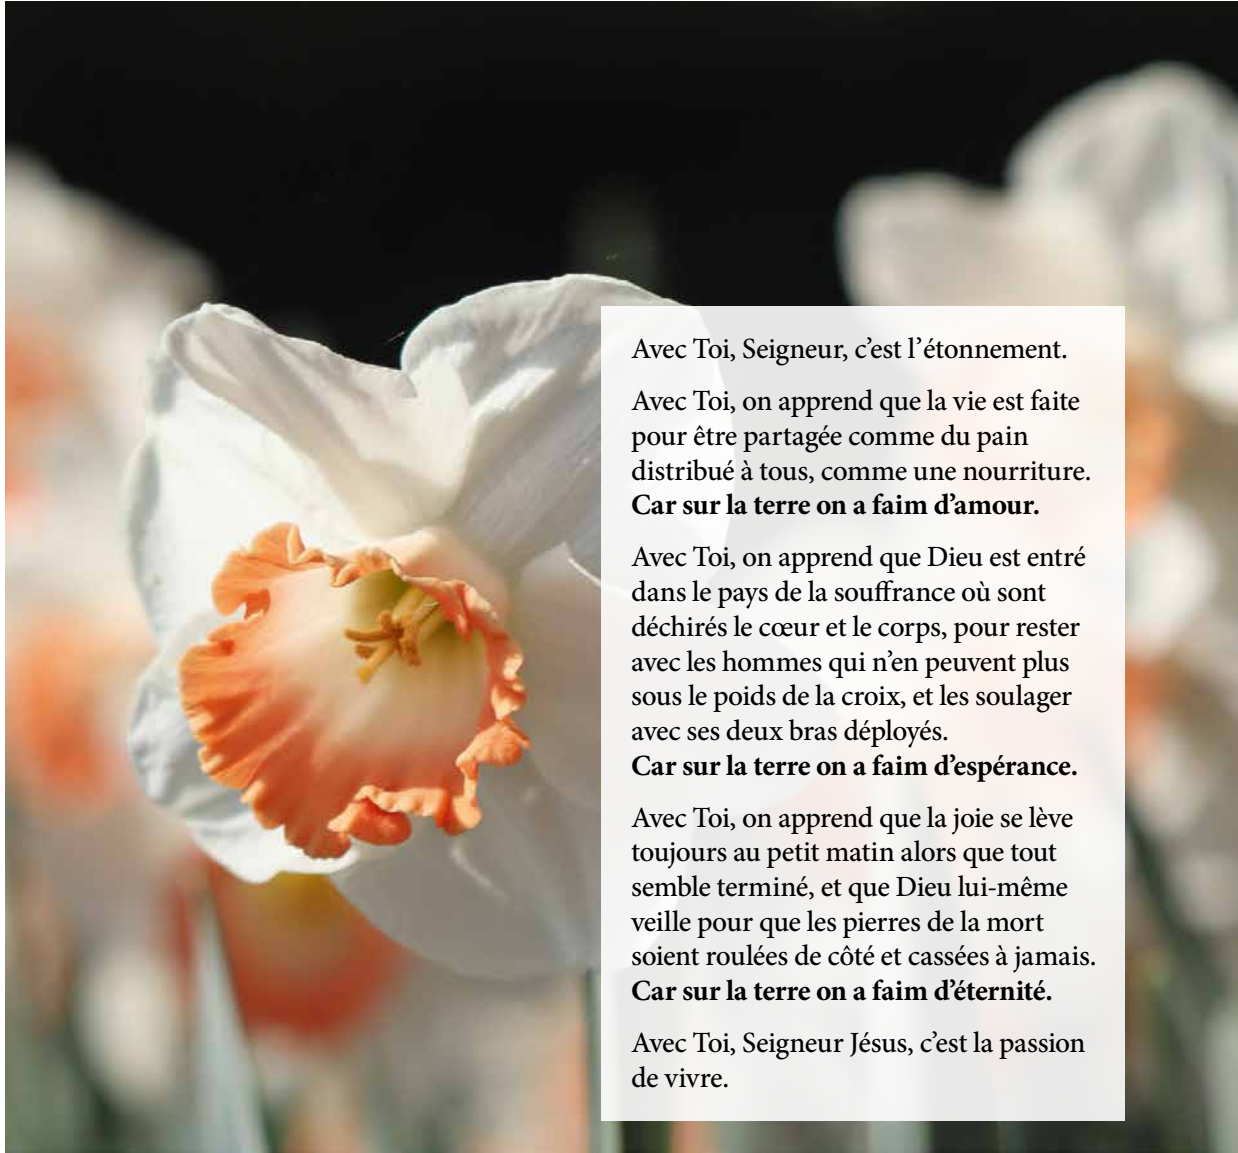 Avec Toi, Seigneur, c’est l’étonnement.
Avec Toi, on apprend que la vie est faite
pour être partagée comme du pain
distribué à tous, comme une nourriture.
Car sur la terre on a faim d’amour.
Avec Toi, on apprend que Dieu est entré
dans le pays de la souffrance où sont
déchirés le cœur et le corps, pour rester
avec les hommes qui n’en peuvent plus
sous le poids de la croix, et les soulager
avec ses deux bras déployés.
Car sur la terre on a faim d’espérance.
Avec Toi, on apprend que la joie se lève
toujours au petit matin alors que tout
semble terminé, et que Dieu lui-même
veille pour que les pierres de la mort
soient roulées de côté et cassées à jamais.
Car sur la terre on a faim d’éternité.
Avec Toi, Seigneur Jésus, c’est la passion
de vivre.